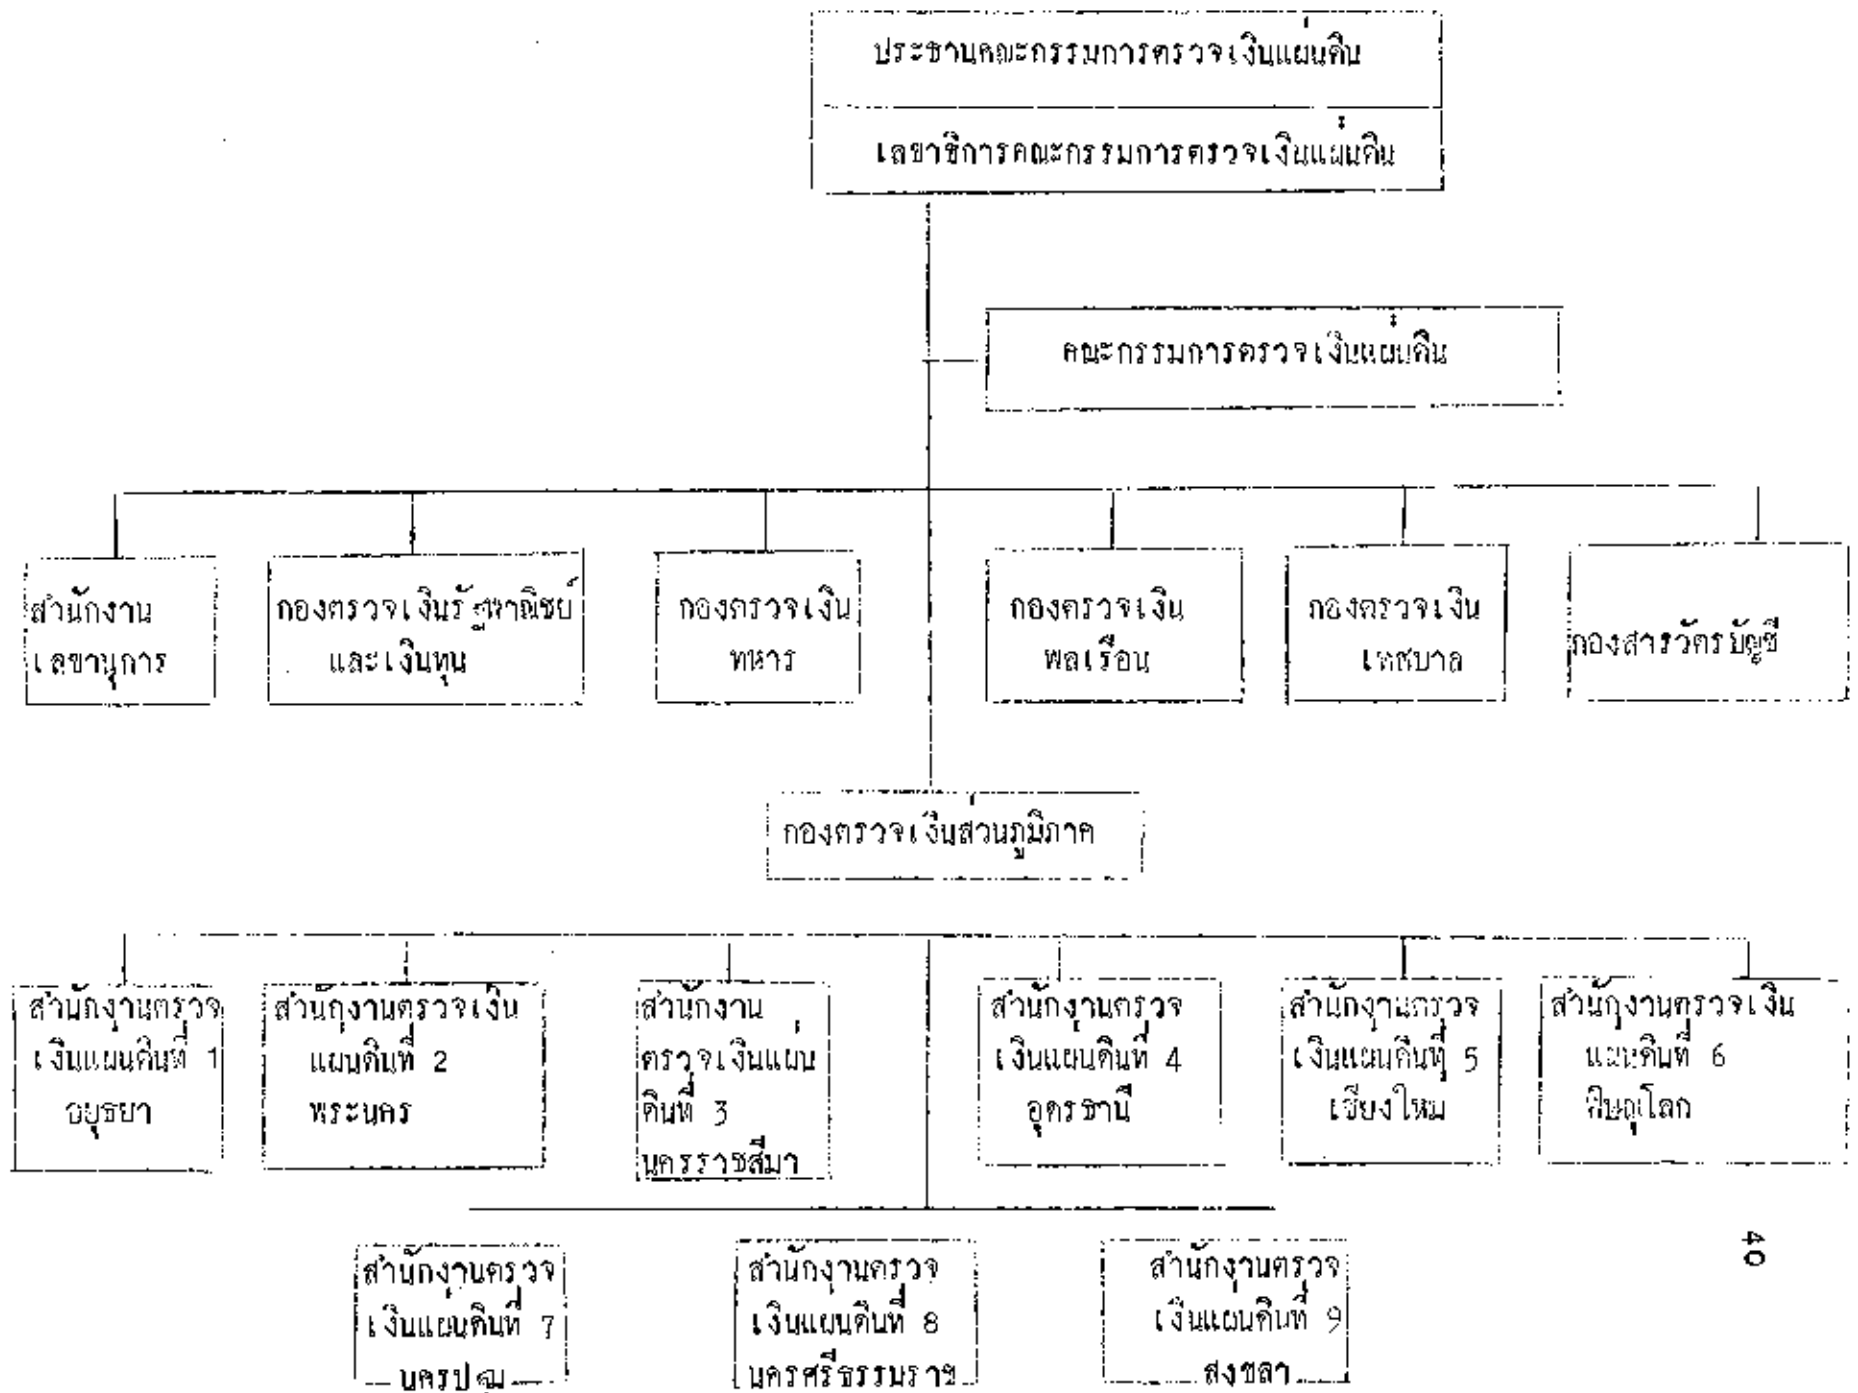 ประธานคณะกรรมการตรวจเงินแผ่นดิน
เลขาธิการคณะกรรมการตรวจเงินแผ่นดิน
คณะกรรมการตรวจเงินแผ่นดิน
สำนักงาน
เลขานุการ
กองตรวจเงินรัฐพาณิชย์
และเงินทุน
กองตรวจเงิน
ทหาร
กองตรวจเงิน
พลเรือน
กองตรวจเงิน
เทศบาล
กองสารวัตรบัญชี
กองตรวจเงินส่วนภูมิภาค
สำนักงานตรวจ
เงินแผ่นดินที่ 1
อยุธยา
สำนักงานตรวจเงิน
แผ่นดินที่ 2
พระนคร
สำนักงาน
ตรวจเงินแผ่น
ดินที่ 3
นครราชสีมา
สำนักงานตรวจ
เงินแผ่นดินที่ 4
อุดรธานี
สำนักงานตรวจ
เงินแผ่นดินที่ 5
เชียงใหม่
สำนักงานตรวจเงิน
แผ่นดินที่ 6
พิษณุโลก
สำนักงานตรวจ
เงินแผ่นดินที่ 7
นครปฐม
สำนักงานตรวจ
เงินแผ่นดินที่ 8
นครศรีธรรมราช
สำนักงานตรวจ
เงินแผ่นดินที่ 9
สงขลา
40